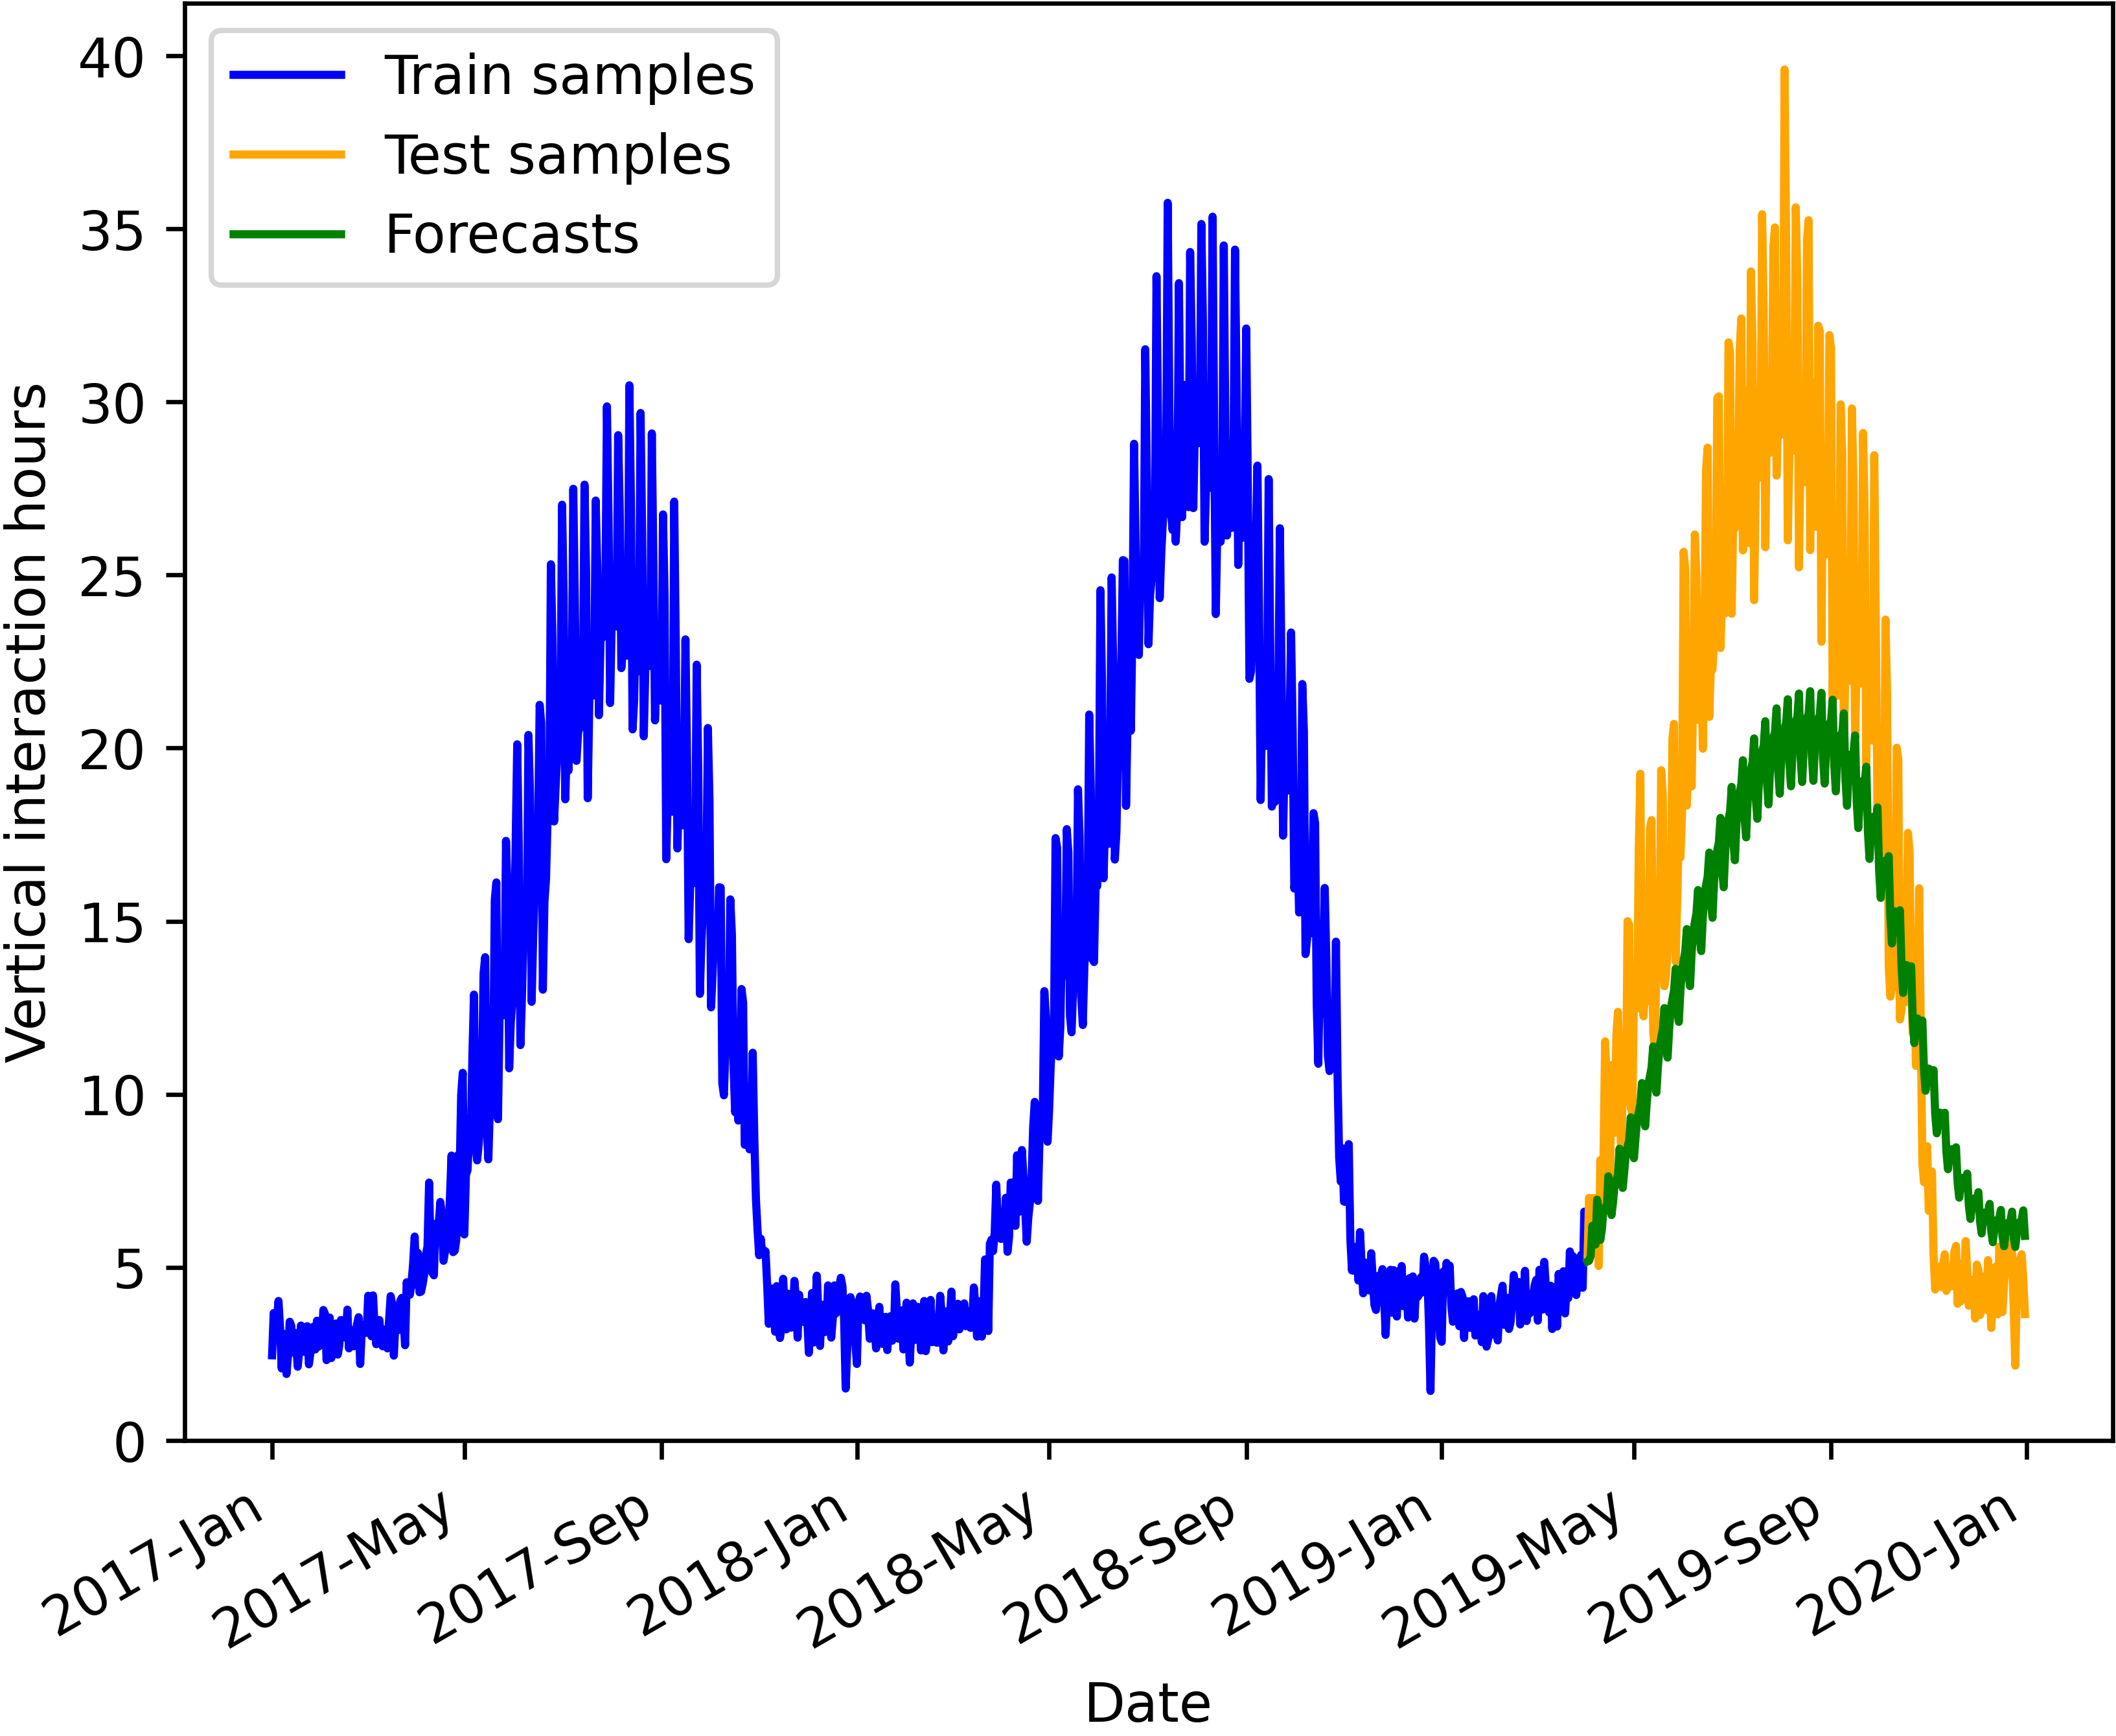 Train samples
Test samples
Forecasts
Vertical interaction hours
40
35
30
25
20
15
10
5
0
2017-Jan
2017-May
2017-Sep
2018-Jan
2018-May
2018-Sep
2019-Jan
2019-May
2019-Sep
2020-Jan
Date